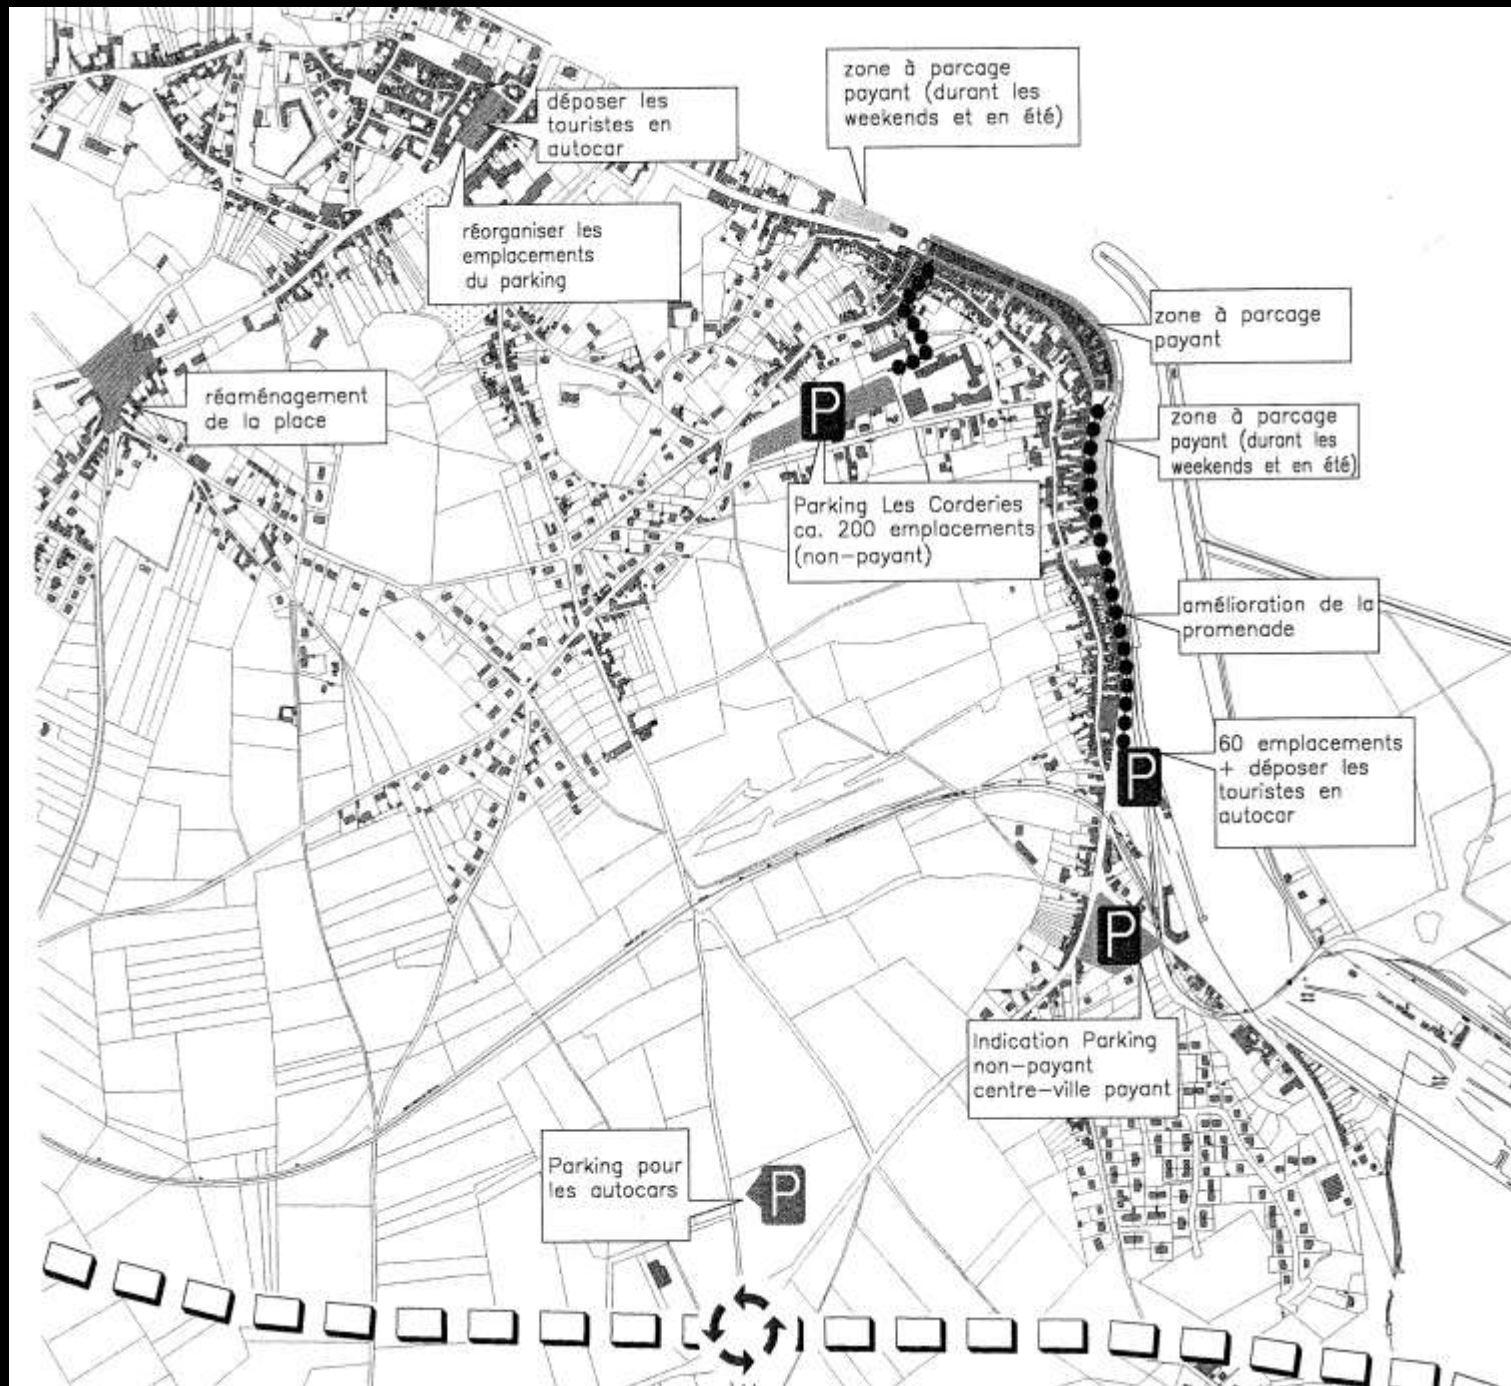 zone à parcage
payant (durant les
weekends et en été)
déposer les
touristes en
autocar
réorganiser les
emplacements
du parking
zone à parcage
payant
réaménagement
de la place
P
zone à parcage
payant (durant les
weekends et en été)
Parking Les Corderies
ca. 200 emplacements
(non-payant)
amélioration de la
promenade
60 emplacements
+ déposer les
touristes en
autocar
P
P
Indication Parking
non-payant
centre-ville payant
Parking pour
les autocars
P